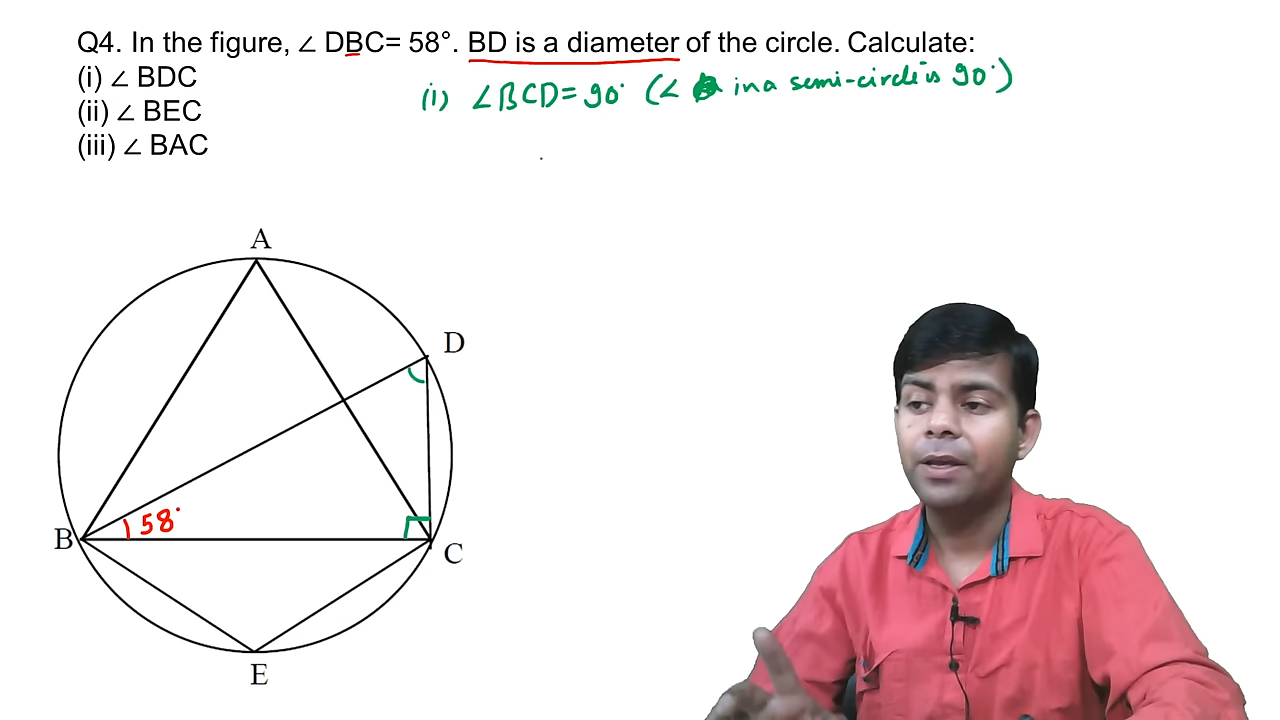 Q4. In the figure, ∠ DBC= 58°. BD is a diameter of the circle. Calculate:
(i) ∠ BDC
(i) ∠BCD = 90° (∠ in a semi-circle is 90°)
(ii) ∠ BEC
(iii) ∠ BAC
A
D
58°
B
C
E